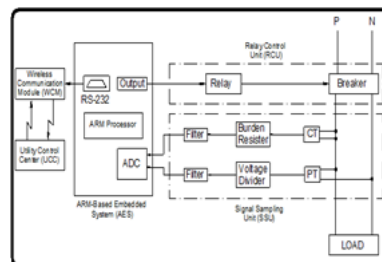 P N
Relay Control
Unit (RCU)
Wireless
Communication
Module (WCM)
RS-232
Output
Relay
Breaker
ARM Processor
Filter
Burden
Resister
CT
Utility Control
Center (UCC)
ADC
Filter
Voltage
Divider
PT
ARM-Based Embedded
System (AES)
Signal Sampling
Unit (SSU)
LOAD